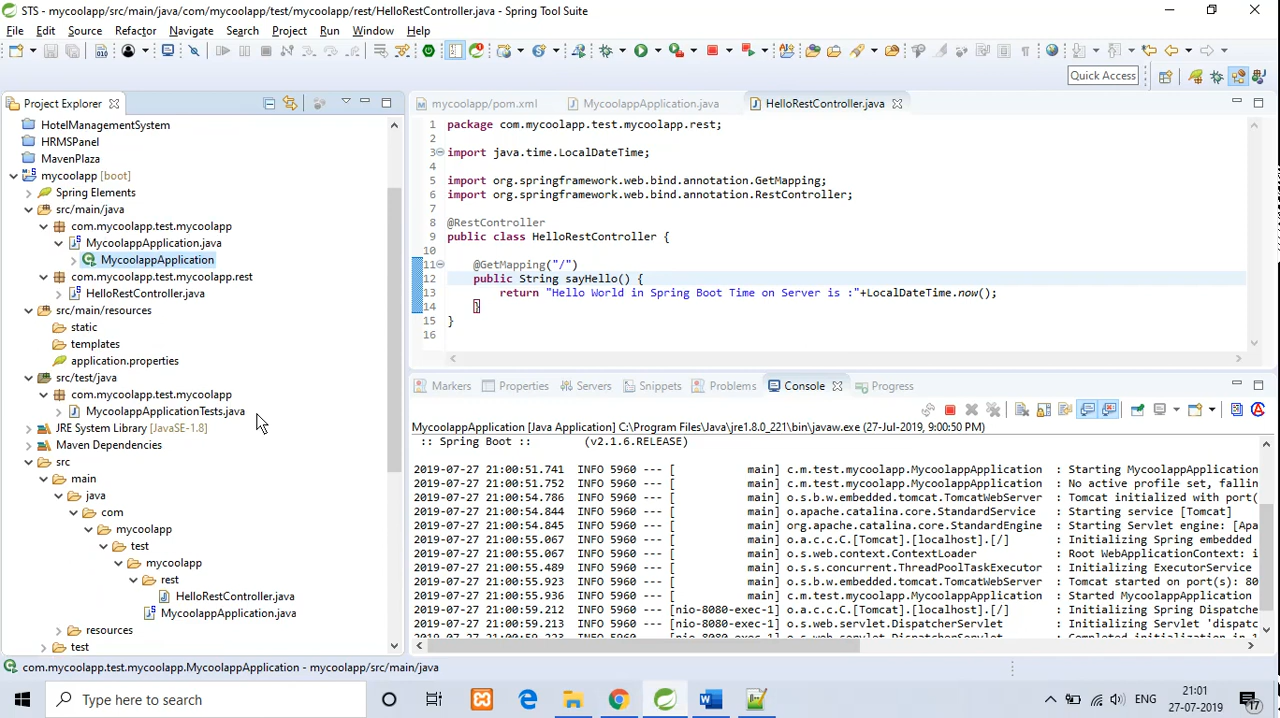 STS - mycoolapp/src/main/java/com/mycoolapp/test/mycoolapp/rest/HelloRestController.java - Spring Tool Suite
File Edit Source Refactor Navigate Search Project Run Window Help
Quick Access
Project Explorer
HotelManagementSystem
HRMSPanel
MavenPlaza
mycoolapp [boot]
Spring Elements
src/main/java
com.mycoolapp.test.mycoolapp
MycoolappApplication.java
MycoolappApplication
com.mycoolapp.test.mycoolapp.rest
HelloRestController.java
src/main/resources
static
templates
application.properties
src/test/java
com.mycoolapp.test.mycoolapp
MycoolappApplicationTests.java
JRE System Library [JavaSE-1.8]
Maven Dependencies
src
main
java
com
mycoolapp
test
mycoolapp
rest
HelloRestController.java
MycoolappApplication.java
resources
test
mycoolapp/pom.xml MycoolappApplication.java HelloRestController.java
1 package com.mycoolapp.test.mycoolapp.rest;
2
3 import java.time.LocalDateTime;
4
5 import org.springframework.web.bind.annotation.GetMapping;
6 import org.springframework.web.bind.annotation.RestController;
7
8 @RestController
9 public class HelloRestController {
10
11 @GetMapping("/")
12 public String sayHello() {
13 return "Hello World in Spring Boot Time on Server is :"+LocalDateTime.now();
14 }
15 }
16
Markers Properties Servers Snippets Problems Console Progress
MycoolappApplication [Java Application] C:\Program Files\Java\jre1.8.0_221\bin\javaw.exe (27-Jul-2019, 9:00:50 PM)
:: Spring Boot :: (v2.1.6.RELEASE)
2019-07-27 21:00:51.741 INFO 5960 --- [ main] c.m.test.mycoolapp.MycoolappApplication : Starting MycoolappApplication
2019-07-27 21:00:51.752 INFO 5960 --- [ main] c.m.test.mycoolapp.MycoolappApplication : No active profile set, fallin
2019-07-27 21:00:54.786 INFO 5960 --- [ main] o.s.b.w.embedded.tomcat.TomcatWebServer : Tomcat initialized with port(
2019-07-27 21:00:54.844 INFO 5960 --- [ main] o.apache.catalina.core.StandardService : Starting service [Tomcat]
2019-07-27 21:00:54.845 INFO 5960 --- [ main] org.apache.catalina.core.StandardEngine : Starting Servlet engine: [Apa
2019-07-27 21:00:55.067 INFO 5960 --- [ main] o.a.c.c.C.[Tomcat].[localhost].[/] : Initializing Spring embedded
2019-07-27 21:00:55.067 INFO 5960 --- [ main] o.s.web.context.ContextLoader : Root WebApplicationContext: i
2019-07-27 21:00:55.489 INFO 5960 --- [ main] o.s.s.concurrent.ThreadPoolTaskExecutor : Initializing ExecutorService
2019-07-27 21:00:55.923 INFO 5960 --- [ main] o.s.b.w.embedded.tomcat.TomcatWebServer : Tomcat started on port(s): 80
2019-07-27 21:00:55.936 INFO 5960 --- [ main] c.m.test.mycoolapp.MycoolappApplication : Started MycoolappApplication
2019-07-27 21:00:59.212 INFO 5960 --- [nio-8080-exec-1] o.a.c.c.C.[Tomcat].[localhost].[/] : Initializing Spring Dispatche
2019-07-27 21:00:59.213 INFO 5960 --- [nio-8080-exec-1] o.s.web.servlet.DispatcherServlet : Initializing Servlet 'dispatc
com.mycoolapp.test.mycoolapp.MycoolappApplication - mycoolapp/src/main/java
Type here to search
ENG
21:01
27-07-2019
17